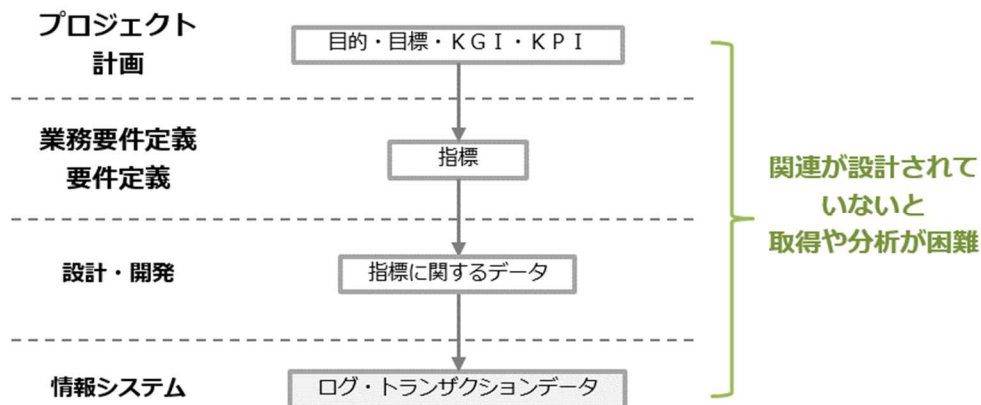 プロジェクト
計画
目的・目標・ＫＧＩ・ＫＰＩ
業務要件定義
要件定義
指標
関連が設計されて
いないと
取得や分析が困難
設計・開発
指標に関するデータ
情報システム
ログ・トランザクションデータ